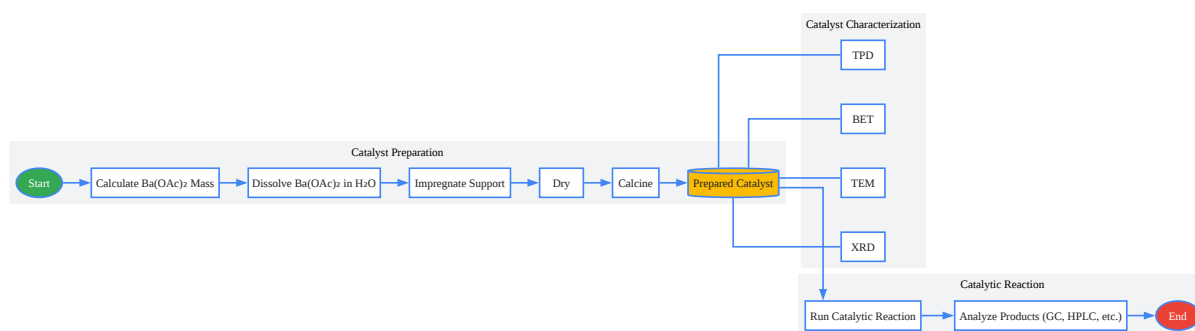 Catalyst Characterization
TPD
BET
Catalyst Preparation
Start
Calculate Ba(OAc)₂ Mass
Dissolve Ba(OAc)₂ in H₂O
Impregnate Support
Dry
Calcine
Prepared Catalyst
TEM
XRD
Catalytic Reaction
Run Catalytic Reaction
Analyze Products (GC, HPLC, etc.)
End